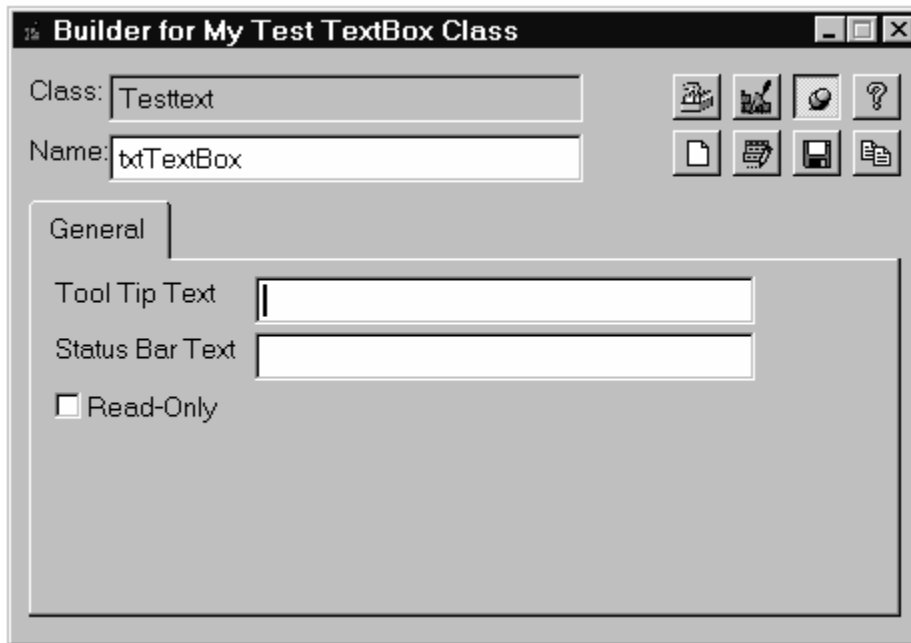 Builder for My Test TextBox Class
Class: Testtext
Name: txtTextBox
General
Tool Tip Text
Status Bar Text
Read-Only